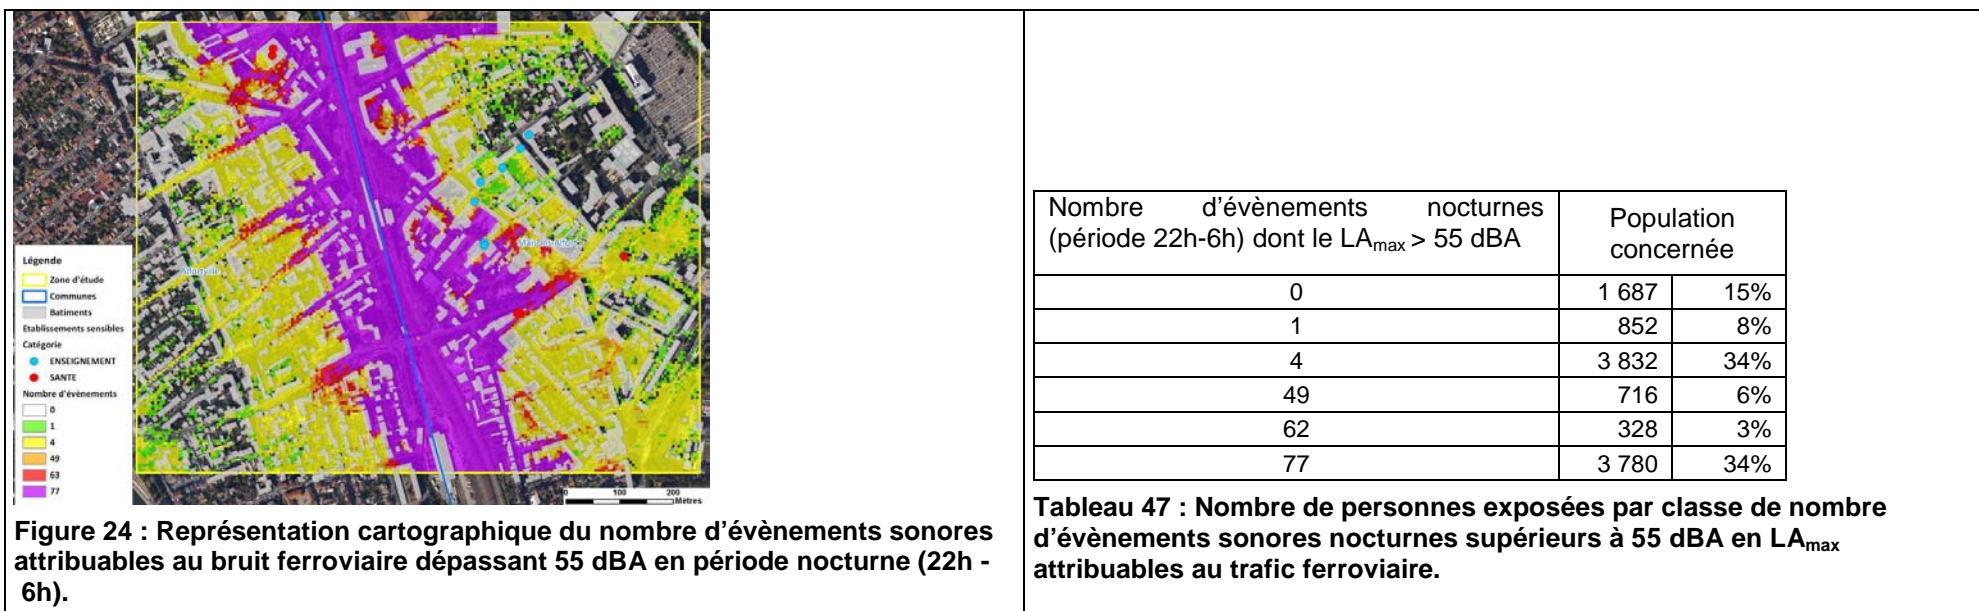 Maisons-Alfort
Alfortville
Légende
Zone d'étude
Communes
Batiments
Etablissements sensibles
Catégorie
ENSEIGNEMENT
SANTE
Nombre d'évènements
0
1
4
49
63
77
0 100 200
Mètres
Figure 24 : Représentation cartographique du nombre d'évènements sonores
attribuables au bruit ferroviaire dépassant 55 dBA en période nocturne (22h -
6h).
Nombre d'évènements nocturnes
(période 22h-6h) dont le LAmax > 55 dBA
Population
concernée
0 1 687 15%
1 852 8%
4 3 832 34%
49 716 6%
62 328 3%
77 3 780 34%
Tableau 47 : Nombre de personnes exposées par classe de nombre
d'évènements sonores nocturnes supérieurs à 55 dBA en LAmax
attribuables au trafic ferroviaire.